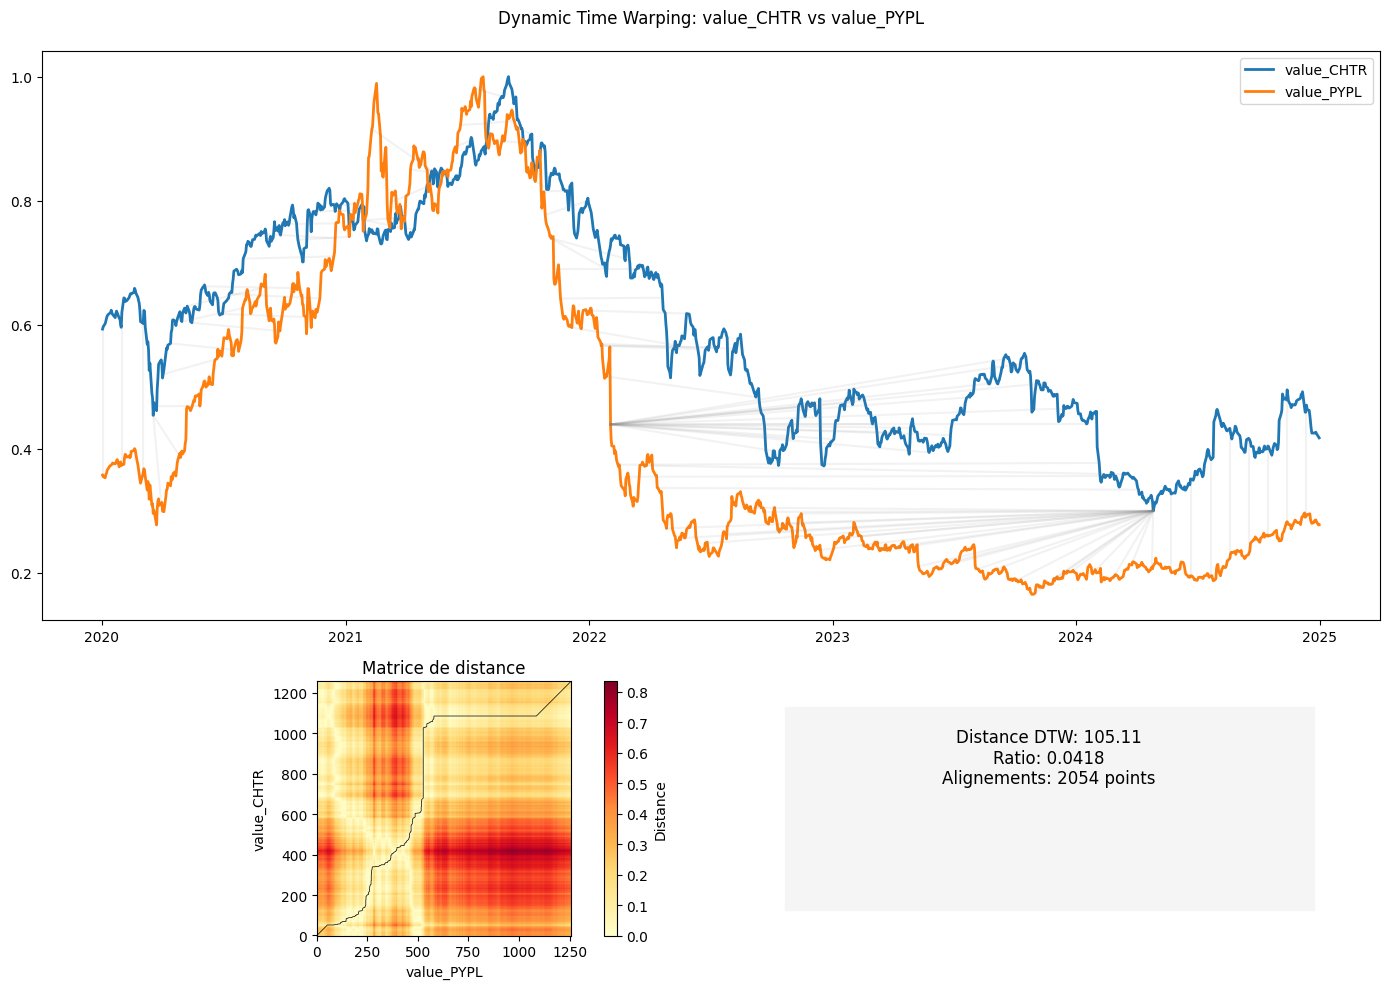 Dynamic Time Warping: value_CHTR vs value_PYPL
value_CHTR
value_PYPL
1.0
0.8
0.6
0.4
0.2
2020 2021 2022 2023 2024 2025
Matrice de distance
value_CHTR
1200
1000
800
600
400
200
0
0 250 500 750 1000 1250
value_PYPL
0.8
0.7
0.6
0.5
0.4
0.3
0.2
0.1
0.0
Distance
Distance DTW: 105.11
Ratio: 0.0418
Alignements: 2054 points